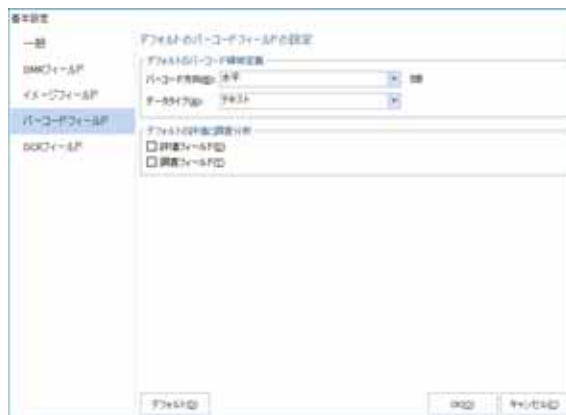 基本設定
一般
OMRフィールド
イメージフィールド
バーコードフィールド
OCRフィールド
デフォルトのバーコードフィールドの設定
デフォルトのバーコード領域定義
バーコード方向(B): 水平
データタイプ(A): テキスト
デフォルトの評価と調査分析
評価フィールド(G)
調査フィールド(S)
デフォルト(D)
OK(O)
キャンセル(C)